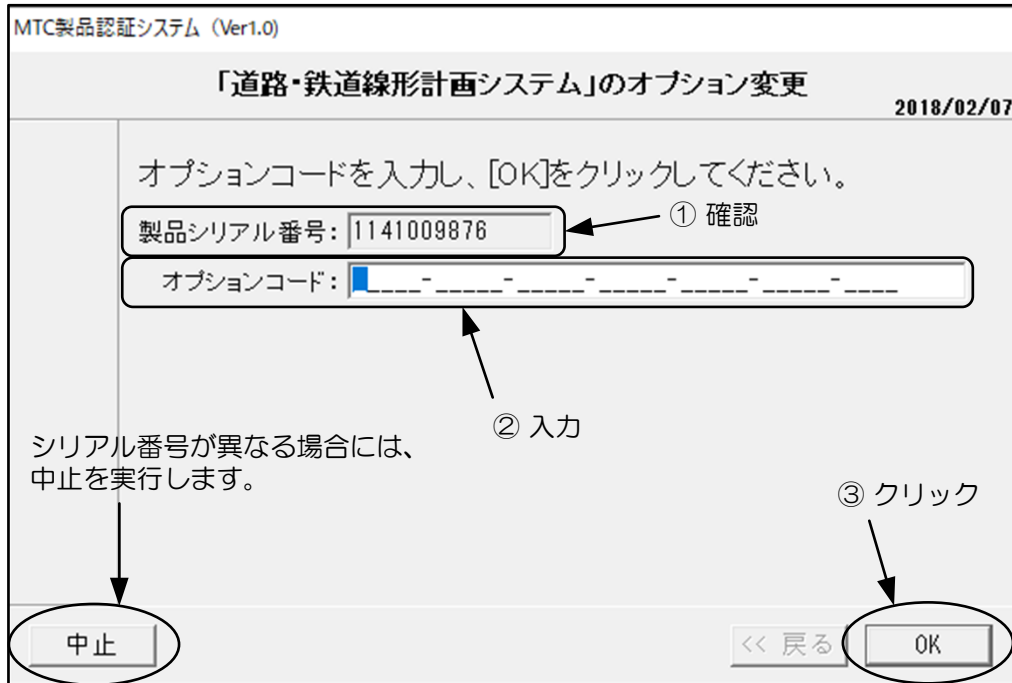 MTC製品認証システム（Ver1.0)
「道路・鉄道線形計画システム」のオプション変更
2018/02/07
オプションコードを入力し、[OK]をクリックしてください。
製品シリアル番号: 1141009876
① 確認
オプションコード: _____-_____-_____-_____-_____-_____-____
② 入力
シリアル番号が異なる場合には、
中止を実行します。
③ クリック
中止
<< 戻る
OK